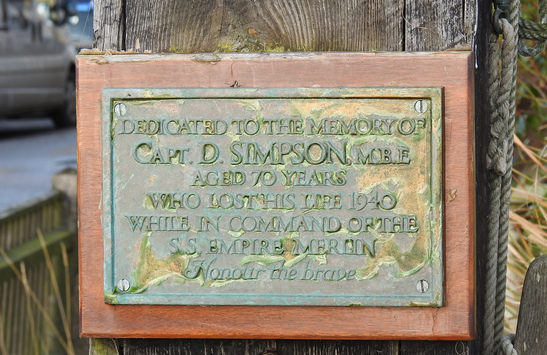 DEDICATED TO THE MEMORY OF
CAPT. D. SIMPSON, M.B.E
AGED 70 YEARS
WHO LOST HIS LIFE 1940
WHILE IN COMMAND OF THE
S.S. EMPIRE MERLIN
Honour the brave